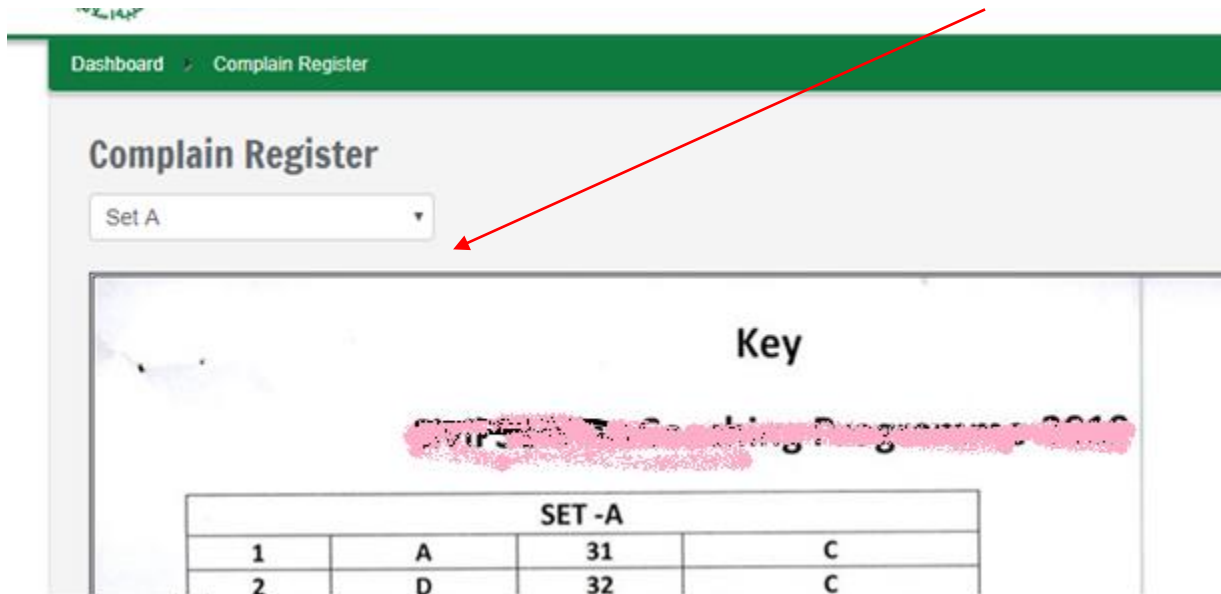 Dashboard Complain Register
Complain Register
Set A
Key
SET -A
1 A 31 C
2 D 32 C